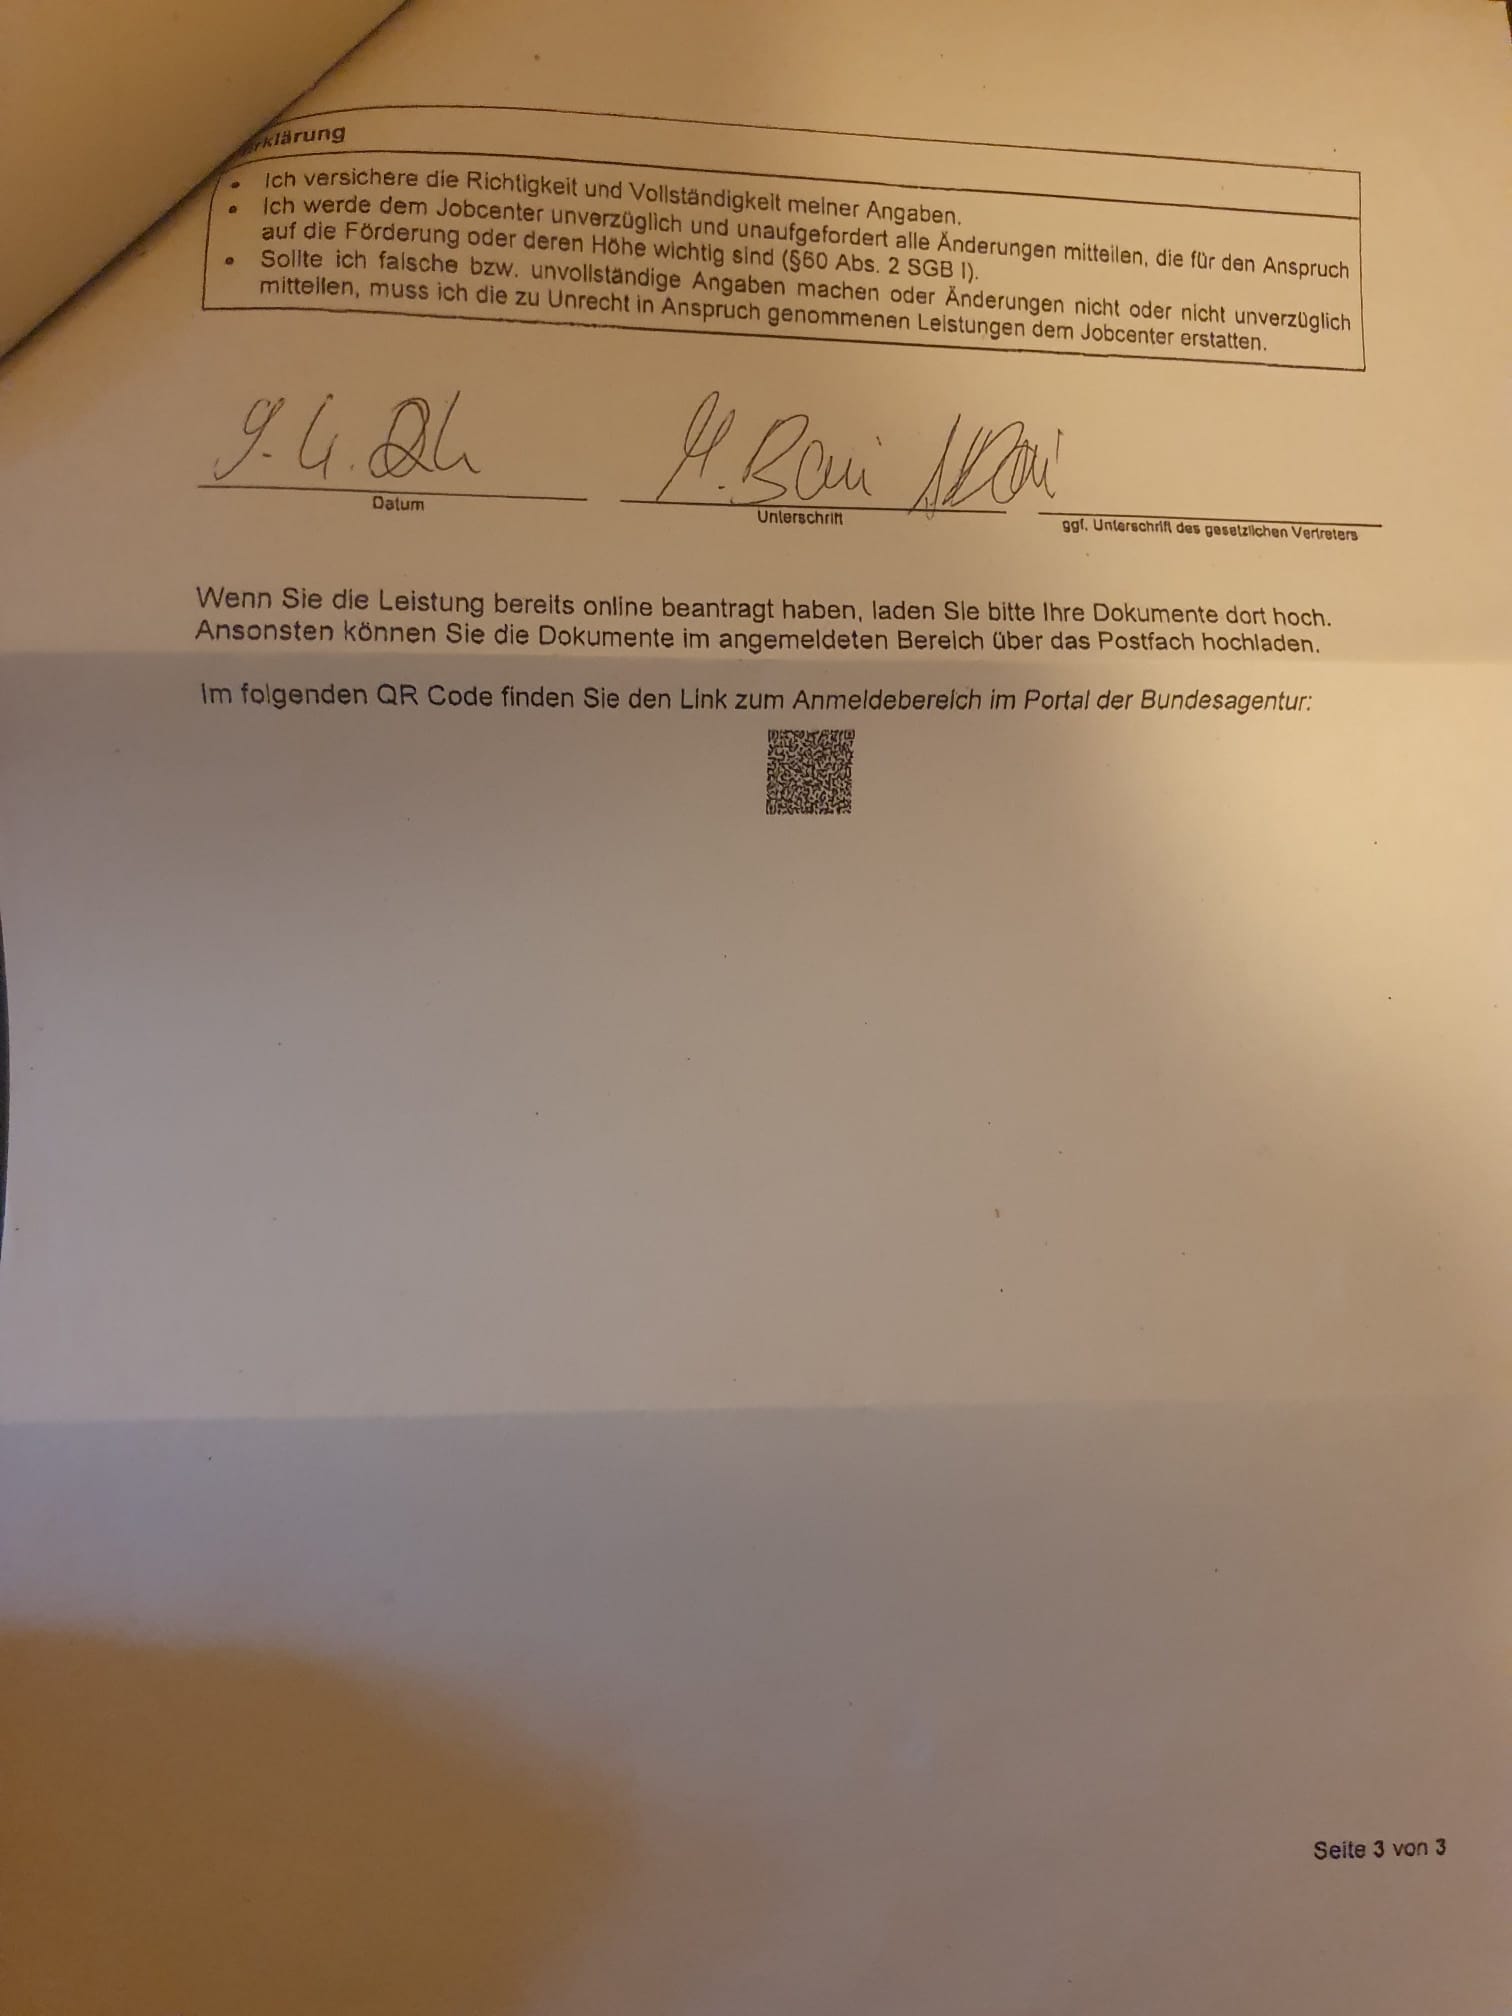 Erklärung
• Ich versichere die Richtigkeit und Vollständigkeit meiner Angaben.
• Ich werde dem Jobcenter unverzüglich und unaufgefordert alle Änderungen mitteilen, die für den Anspruch
auf die Förderung oder deren Höhe wichtig sind (§60 Abs. 2 SGB I).
• Sollte ich falsche bzw. unvollständige Angaben machen oder Änderungen nicht oder nicht unverzüglich
mitteilen, muss ich die zu Unrecht in Anspruch genommenen Leistungen dem Jobcenter erstatten.
9.4.24
Datum
Unterschrift
ggf. Unterschrift des gesetzlichen Vertreters
Wenn Sie die Leistung bereits online beantragt haben, laden Sie bitte Ihre Dokumente dort hoch.
Ansonsten können Sie die Dokumente im angemeldeten Bereich über das Postfach hochladen.
Im folgenden QR Code finden Sie den Link zum Anmeldebereich im Portal der Bundesagentur:
Seite 3 von 3